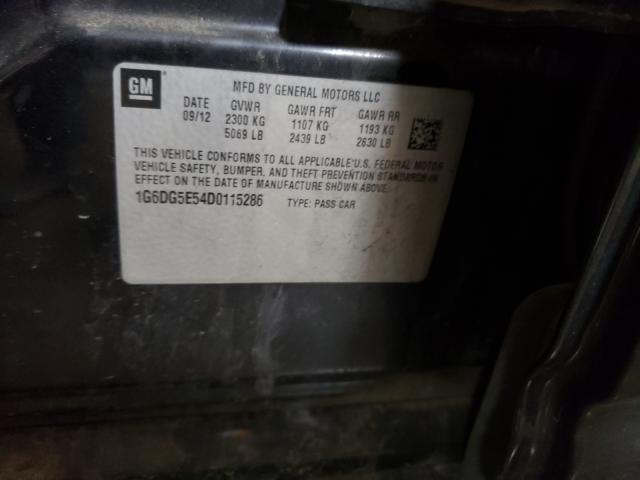 GM
MFD BY GENERAL MOTORS LLC
DATE GVWR GAWR FRT GAWR RR
09/12 2300 KG 1107 KG 1193 KG
5069 LB 2439 LB 2630 LB
THIS VEHICLE CONFORMS TO ALL APPLICABLE U.S. FEDERAL MOTOR
VEHICLE SAFETY, BUMPER, AND THEFT PREVENTION STANDARDS IN
EFFECT ON THE DATE OF MANUFACTURE SHOWN ABOVE.
1G6DG5E54D0115286 TYPE: PASS CAR